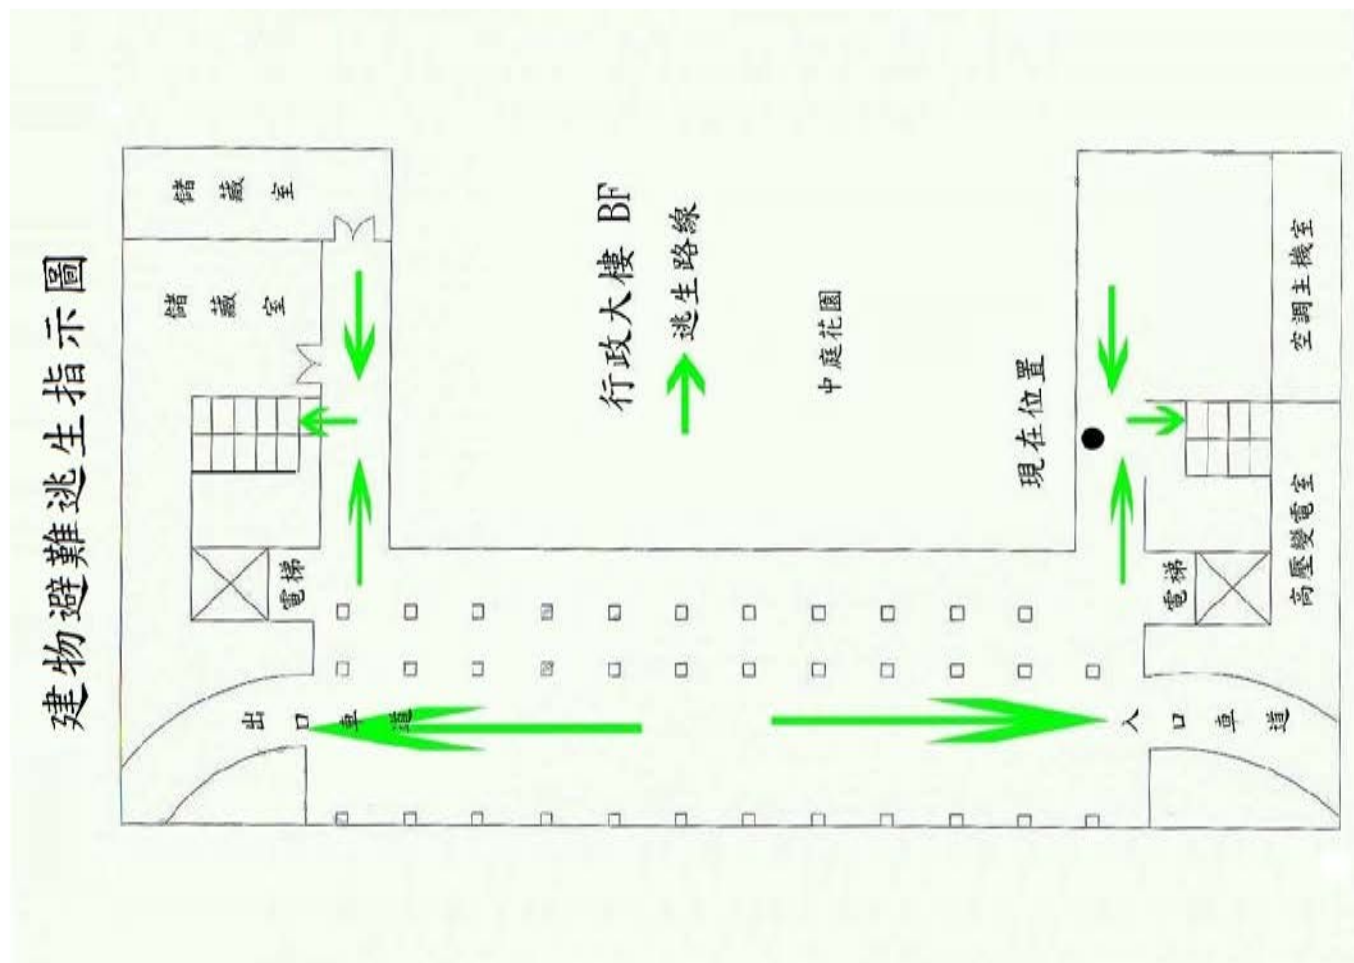 建物避難逃生指示圖
儲藏室
儲藏室
電梯
出口車道
行政大樓 BF
逃生路線
中庭花園
現在位置
電梯
入口車道
空調主機室
高壓變電室